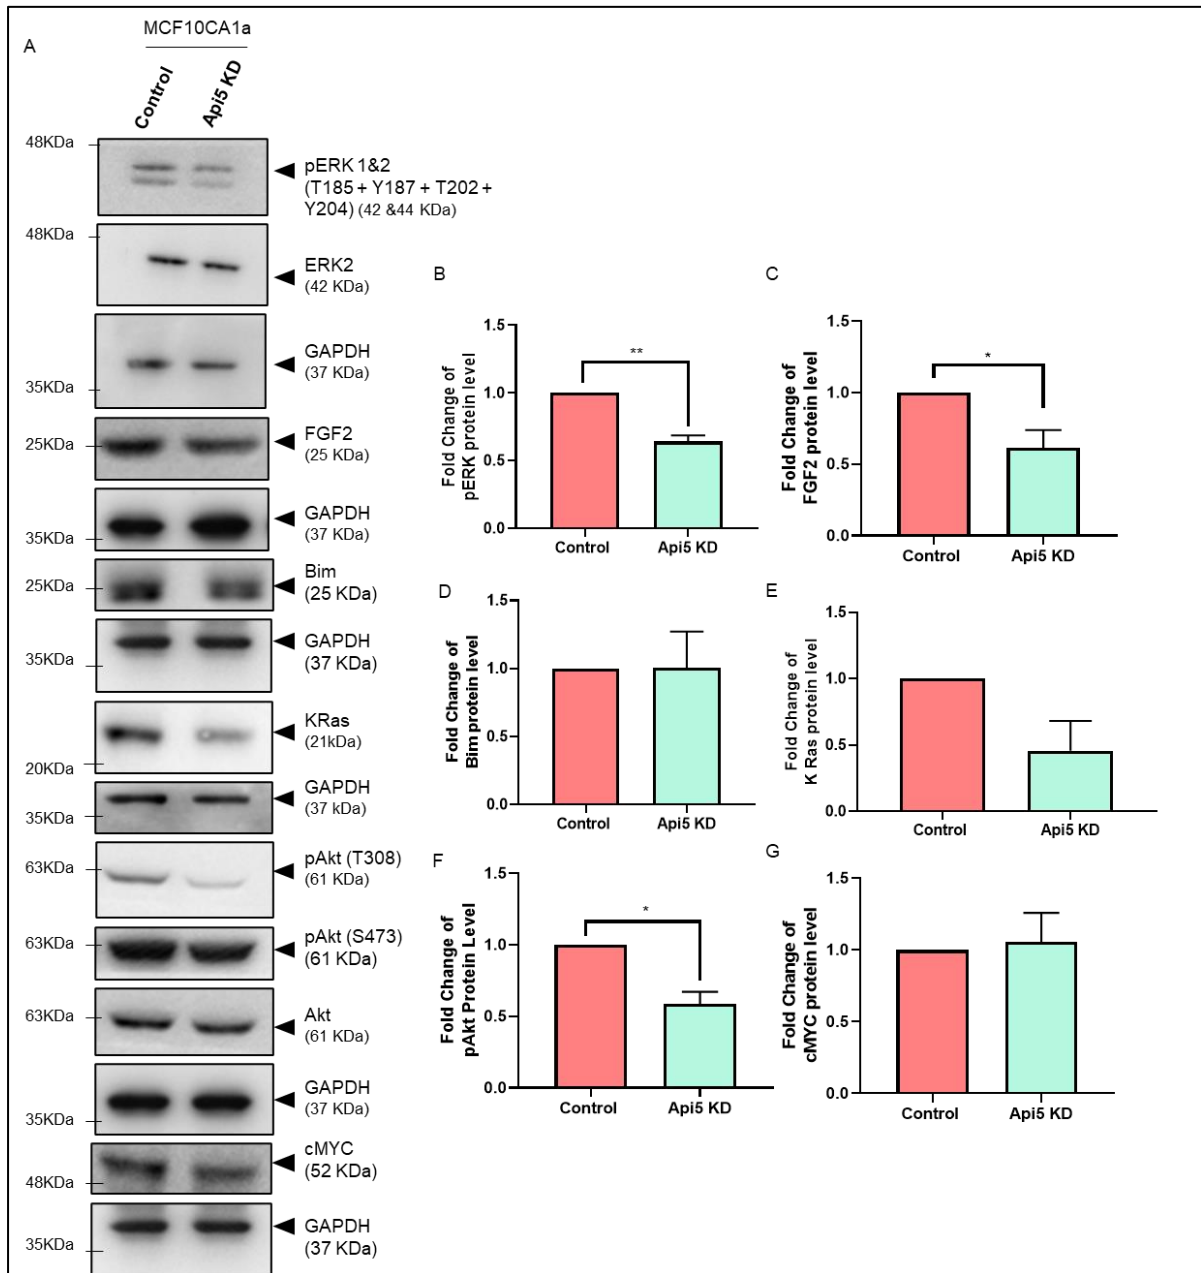 A
MCF10CA1a
Control
Api5 KD
48KDa
pERK 1&2
(T185 + Y187 + T202 +
Y204) (42 &44 KDa)
48KDa
ERK2
(42 KDa)
GAPDH
(37 KDa)
35KDa
FGF2
25KDa
(25 KDa)
GAPDH
(37 KDa)
35KDa
Bim
25KDa
(25 KDa)
GAPDH
(37 KDa)
35KDa
KRas
(21kDa)
20KDa
GAPDH
(37 kDa)
35KDa
pAkt (T308)
63KDa
(61 KDa)
pAkt (S473)
63KDa
(61 KDa)
63KDa
Akt
(61 KDa)
GAPDH
(37 KDa)
35KDa
cMYC
(52 KDa)
48KDa
GAPDH
(37 KDa)
35KDa
B
Fold Change of
pERK protein level
1.5
1.0
0.5
0.0
**
Control
Api5 KD
C
Fold Change of
FGF2 protein level
1.5
1.0
0.5
0.0
*
Control
Api5 KD
D
Fold Change of
Bim protein level
1.5
1.0
0.5
0.0
Control
Api5 KD
E
Fold Change of
K Ras protein level
1.5
1.0
0.5
0.0
Control
Api5 KD
F
Fold Change of
pAkt Protein Level
1.5
1.0
0.5
0.0
*
Control
Api5 KD
G
Fold Change of
cMYC protein level
1.5
1.0
0.5
0.0
Control
Api5 KD